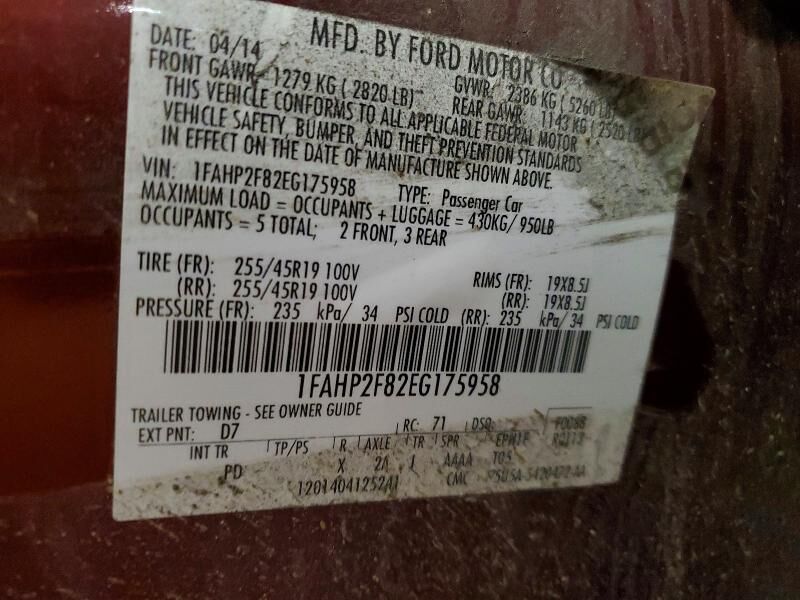 MFD. BY FORD MOTOR CO.
DATE: 04/14 GVWR: 2386 KG ( 5260 LB)
FRONT GAWR: 1279 KG ( 2820 LB) REAR GAWR: 1143 KG ( 2520 LB)
THIS VEHICLE CONFORMS TO ALL APPLICABLE FEDERAL MOTOR
VEHICLE SAFETY, BUMPER, AND THEFT PREVENTION STANDARDS
IN EFFECT ON THE DATE OF MANUFACTURE SHOWN ABOVE.
VIN: 1FAHP2F82EG175958 TYPE: Passenger Car
MAXIMUM LOAD = OCCUPANTS + LUGGAGE = 430KG/ 950LB
OCCUPANTS = 5 TOTAL; 2 FRONT, 3 REAR
TIRE (FR): 255/45R19 100V RIMS (FR): 19X8.5J
(RR): 255/45R19 100V (RR): 19X8.5J
PRESSURE (FR): 235 kPa/ 34 PSI COLD (RR): 235 kPa/ 34 PSI COLD
1FAHP2F82EG175958
TRAILER TOWING - SEE OWNER GUIDE
EXT PNT: D7 RC: 71 DSO:
INT TR TP/PS R AXLE TR SPR
PD X 2A J AAAA
CMC